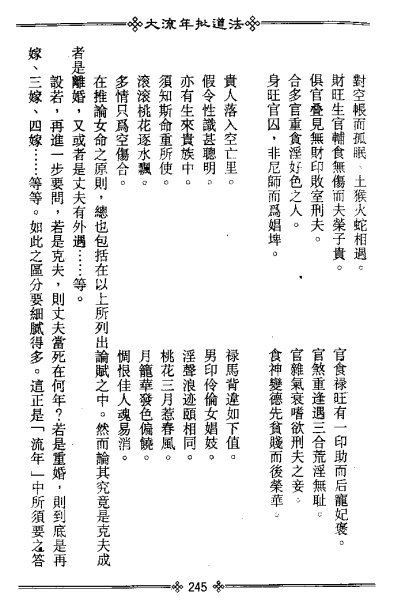 大流年批道法
對空帳而孤眠、土猴火蛇相遇。
財旺生官輔食無傷而夫榮子貴。 官食祿旺有一印助而后寵妃褒。
俱官疊見無財印敗室刑夫。 官煞重逢遇三合荒淫無恥。
合多官重貪淫好色之人。 官雜氣衰嗜欲刑夫之妾。
身旺官囚,非尼師而爲娼埤。 食神變德先貧賤而後榮華。
貴人落入空亡里。 禄馬背違如下值。
假令性識甚聰明。 男印伶倫女娼妓。
亦有生來貴族中。 淫聲浪迹頤相同。
須知斯命重所使。 桃花三月惹春風。
滾滾桃花逐水飄。 月籠華發色偏饒。
多情只爲空傷合。 惆恨佳人魂易消。
在推論女命之原則,總也包括在以上所列出論賦之中。然而論其究竟是克夫成
者是離婚,又或者是丈夫有外遇……等。
設若,再進一步要問,若是克夫,則丈夫當死在何年?若是重婚,則到底是再
嫁、三嫁、四嫁……等等。如此之區分要細膩得多。這正是「流年」中所須要之答
245